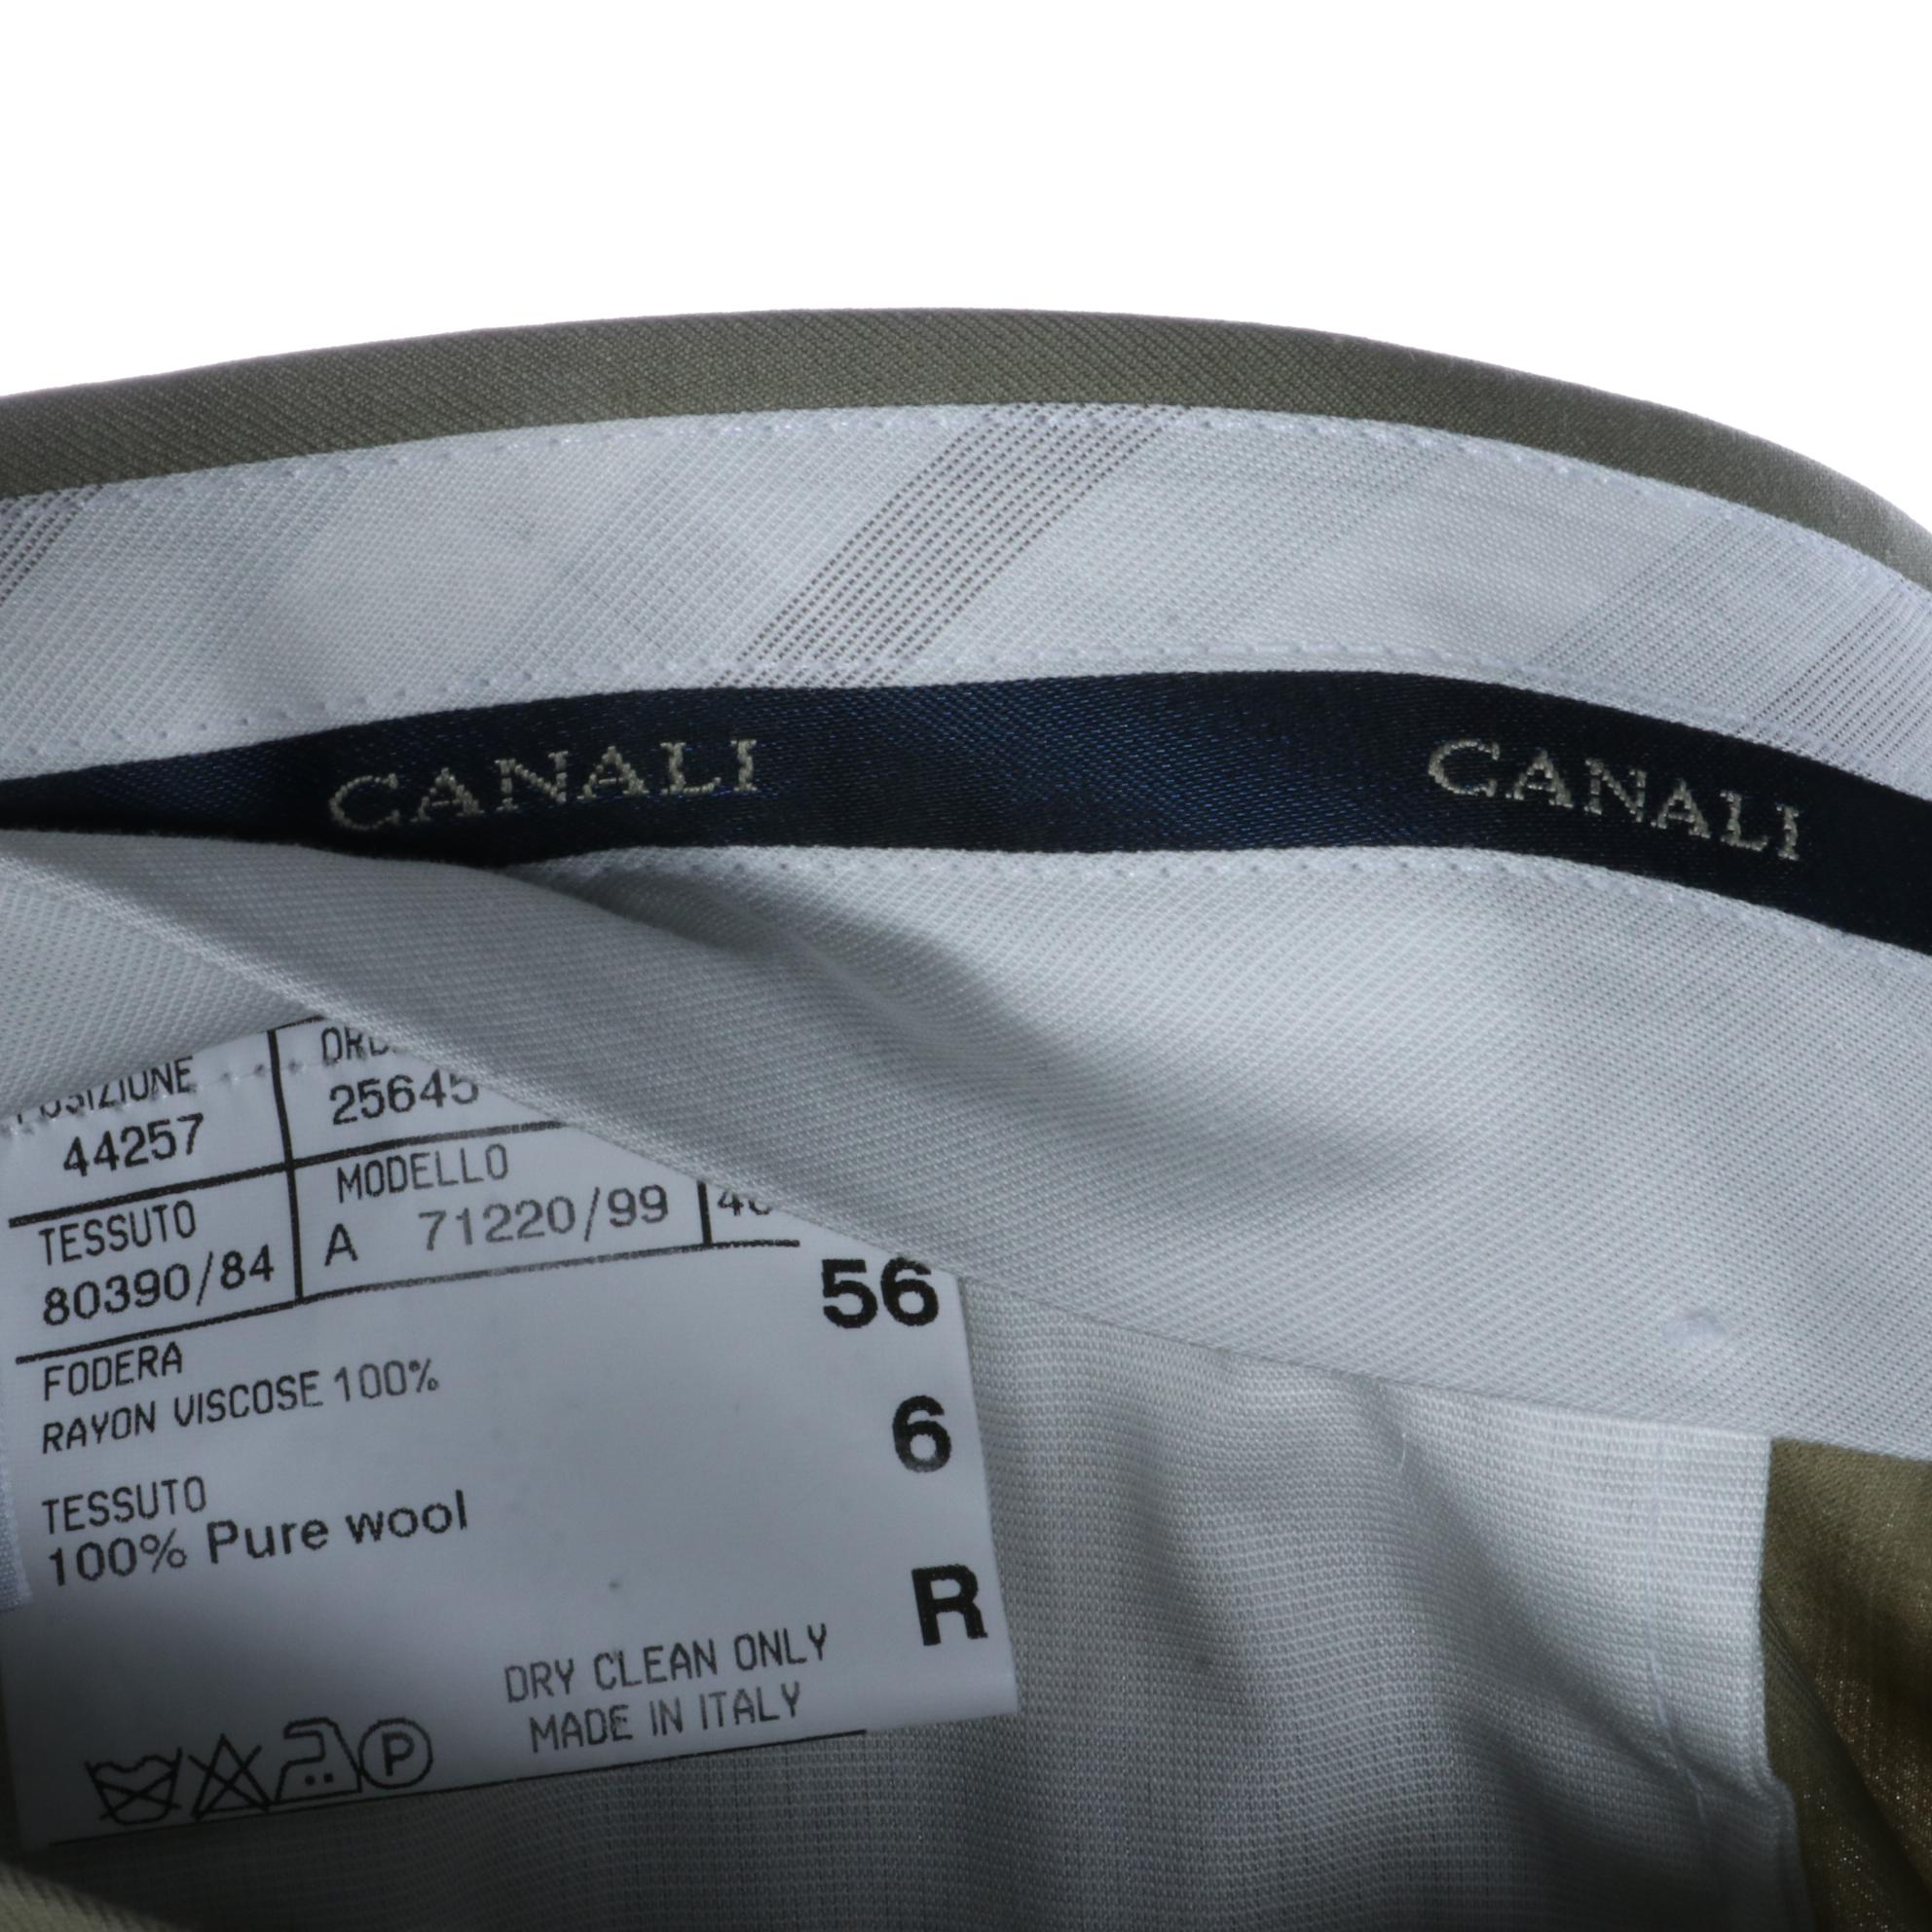 CANALI CANALI
POSIZIONE
44257 25645
MODELLO
TESSUTO
A 71220/99
80390/84
56
FODERA
RAYON VISCOSE 100%
6
TESSUTO
100% Pure wool
R
DRY CLEAN ONLY
MADE IN ITALY
P